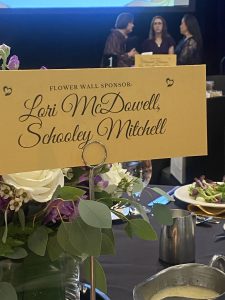 FLOWER WALL SPONSOR:
Lori McDowell,
Schooley Mitchell